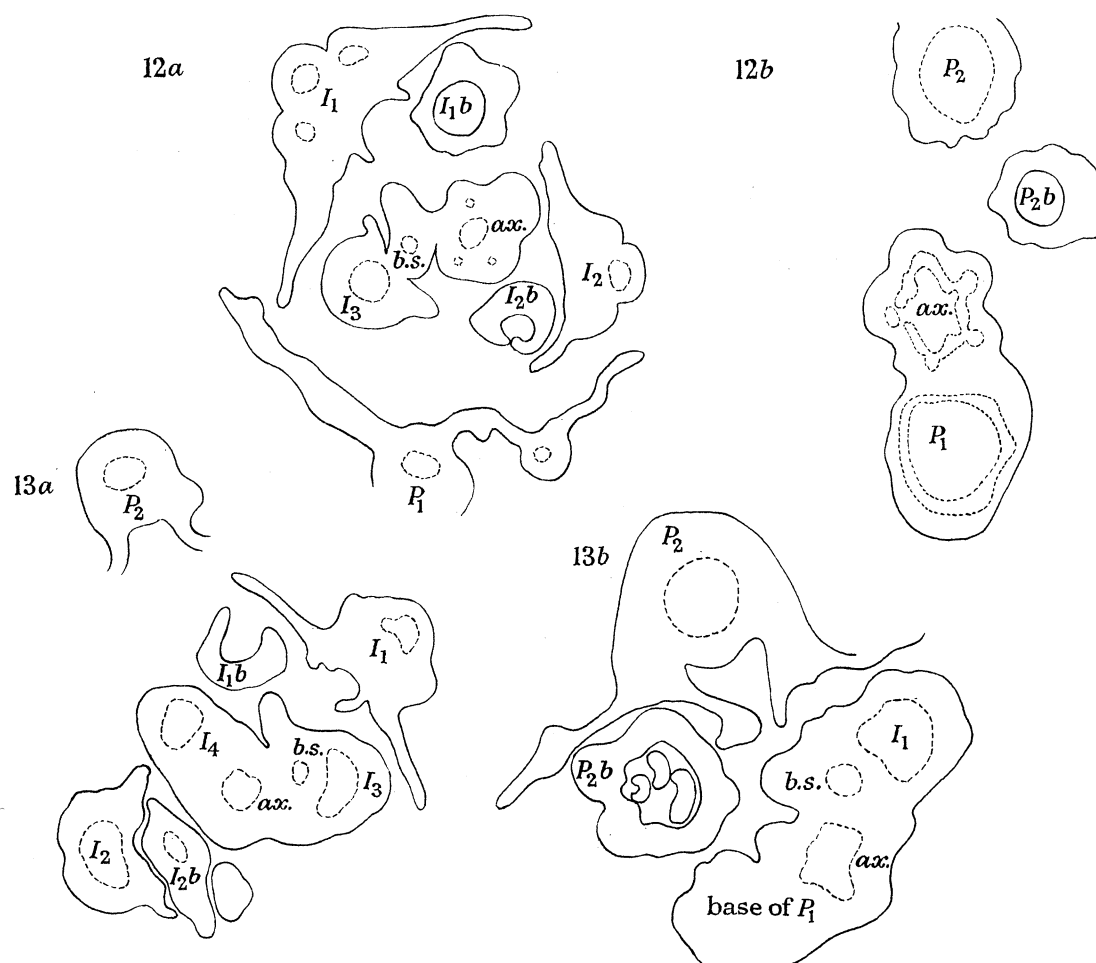 12a
I₁
I₁b
ax.
b.s.
I₃
I₂b
I₂
P₁
12b
P₂
P₂b
ax.
P₁
13a
P₂
I₁
I₁b
I₄
b.s.
I₃
ax.
I₂
I₂b
13b
P₂
I₁
P₂b
b.s.
ax.
base of P₁